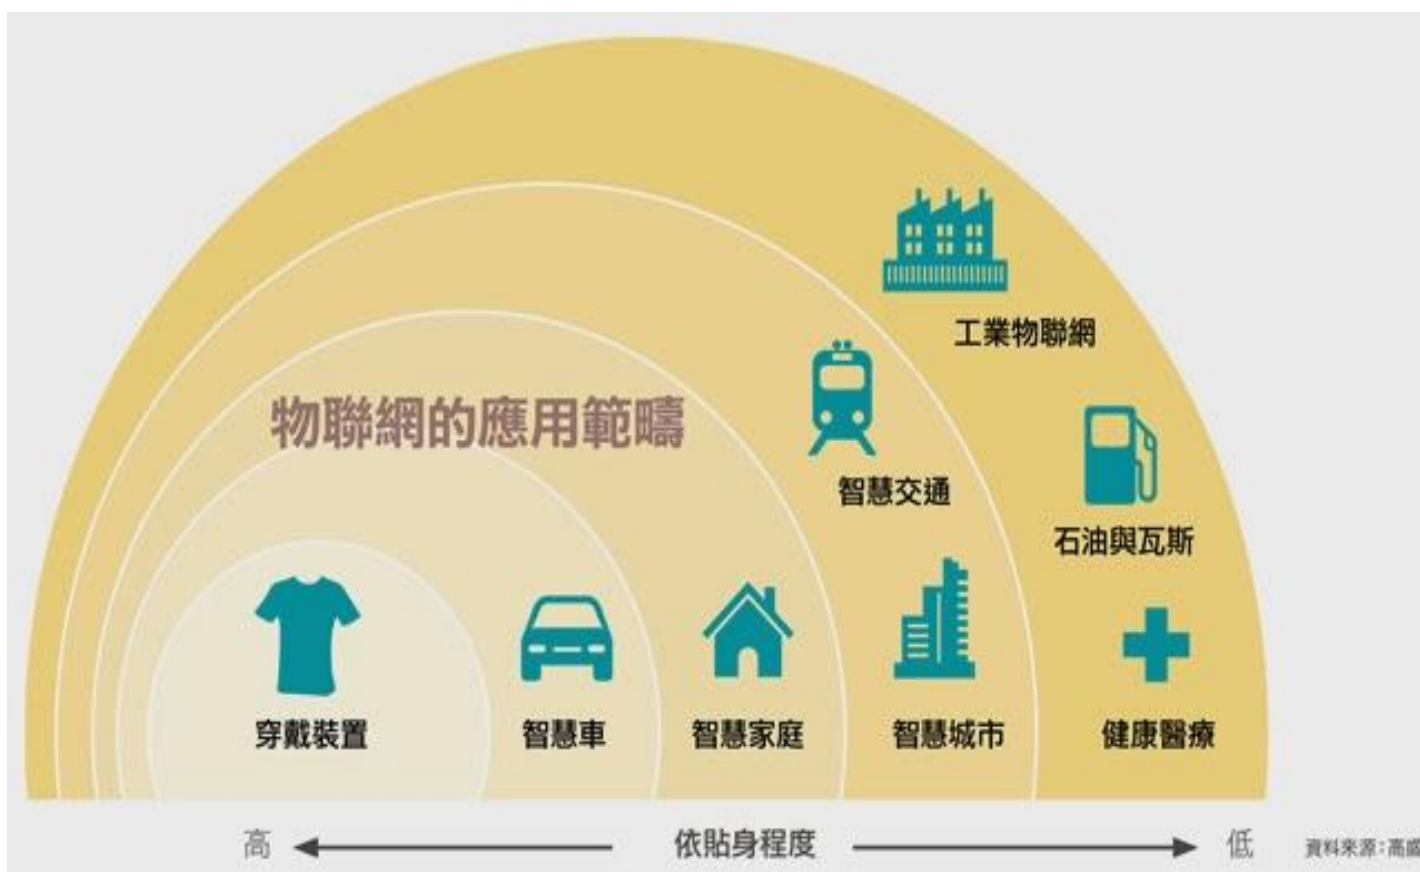 工業物聯網
物聯網的應用範疇
智慧交通
石油與瓦斯
穿戴裝置
智慧車
智慧家庭
智慧城市
健康醫療
高
依貼身程度
低
資料來源:高盛